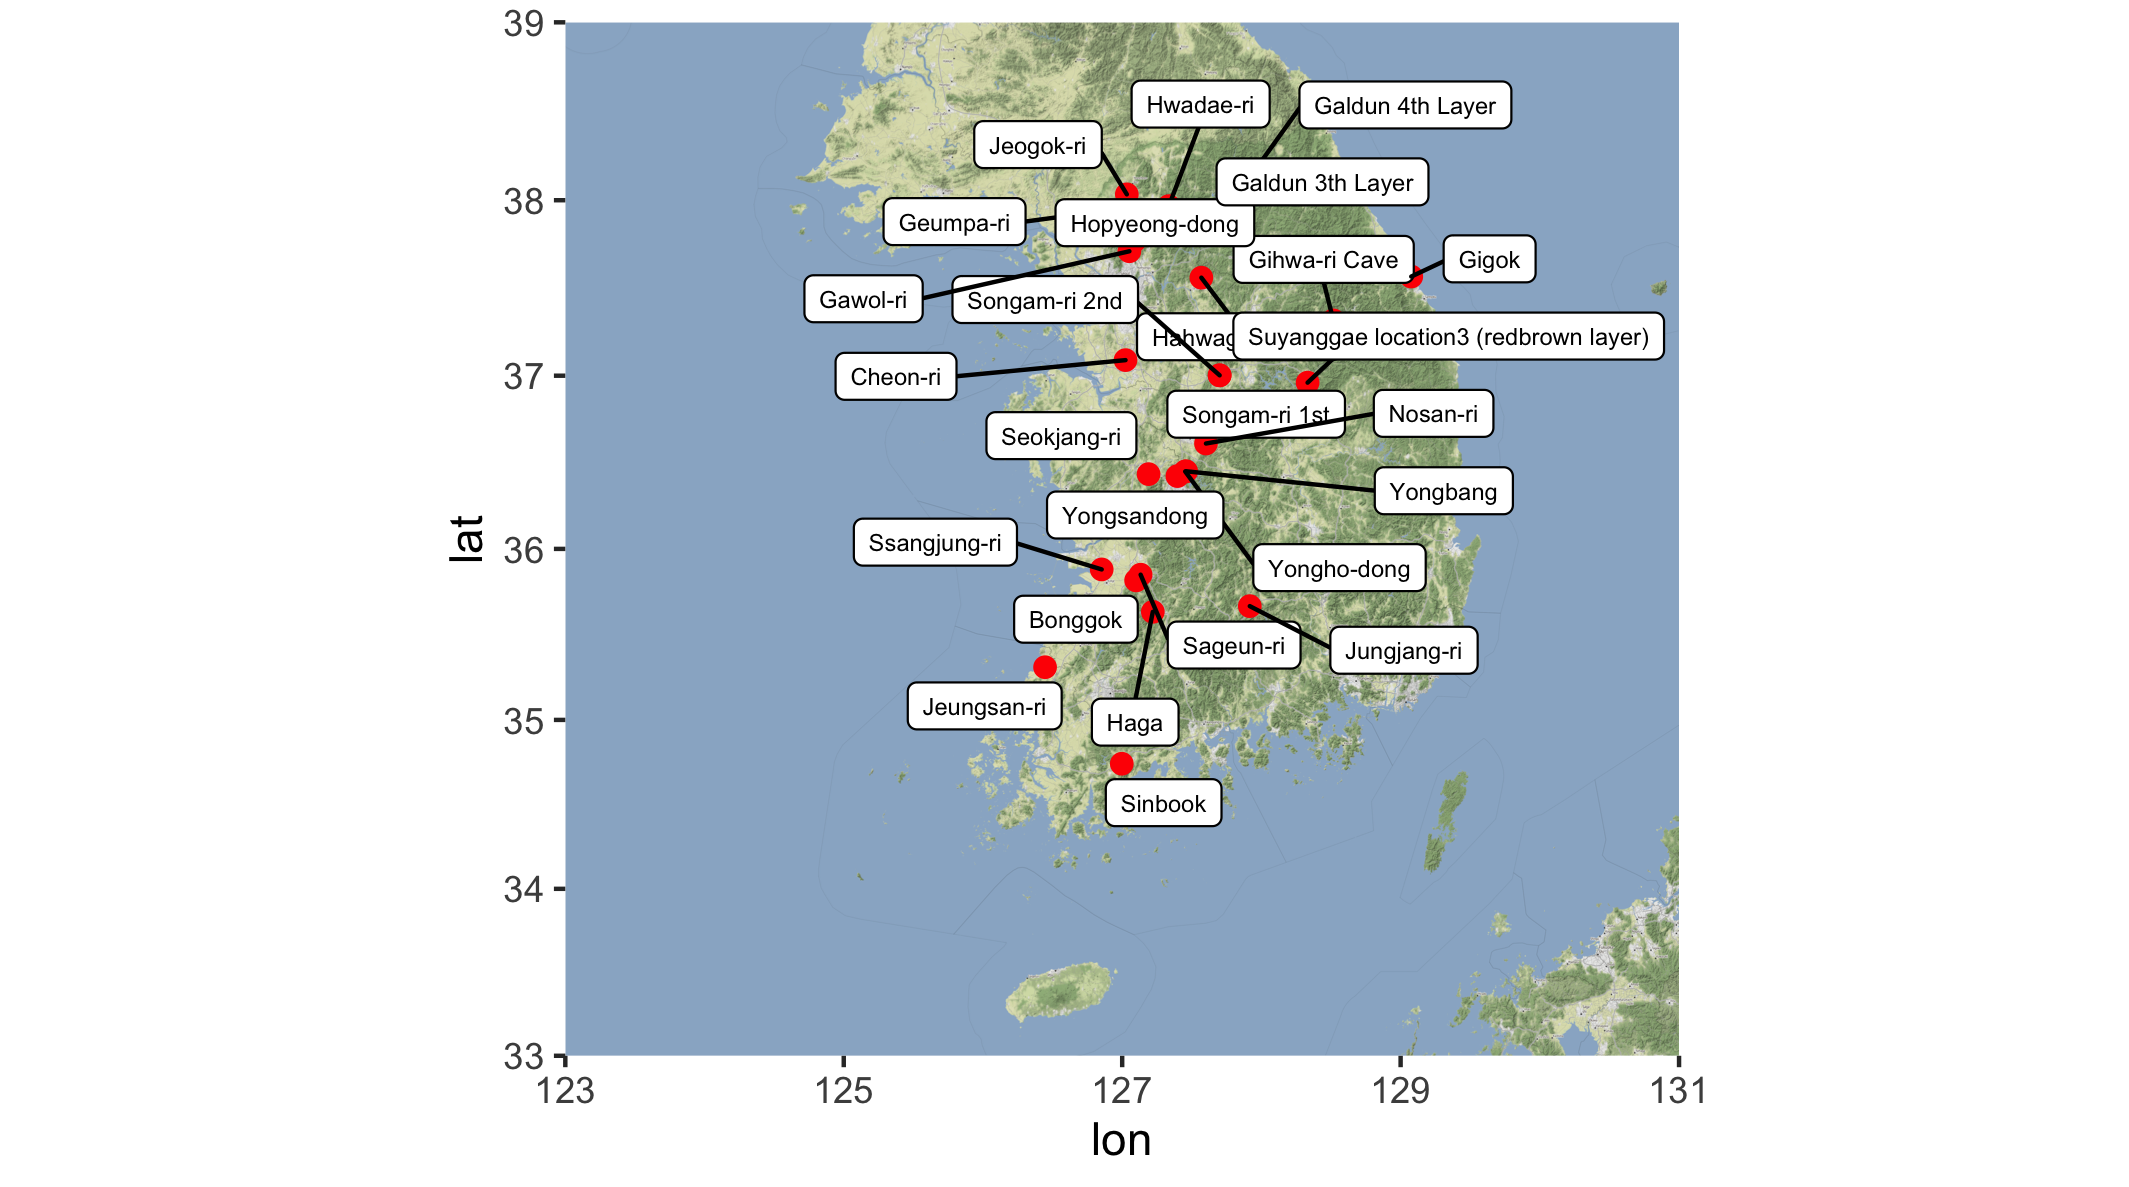 39
Hwadae-ri
Galdun 4th Layer
Jeogok-ri
Galdun 3th Layer
38
Geumpa-ri
Hopyeong-dong
Gihwa-ri Cave
Gigok
Gawol-ri
Songam-ri 2nd
Suyanggae location3 (redbrown layer)
37
Cheon-ri
Songam-ri 1st
Nosan-ri
Seokjang-ri
Yongbang
Yongsandong
lat
36
Ssangjung-ri
Yongho-dong
Bonggok
Sageun-ri
Jungjang-ri
35
Jeungsan-ri
Haga
Sinbook
34
33
123
125
127
129
131
lon